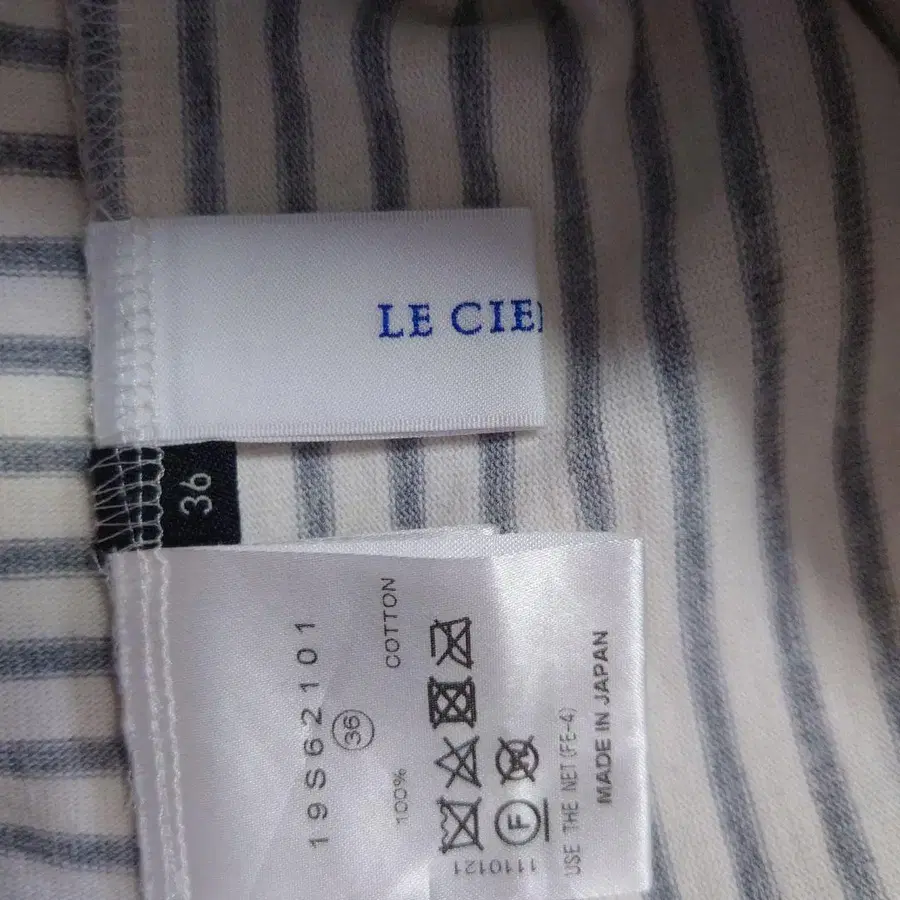 LE CIEL
36
19S62101
36
100% COTTON
F
1110121
USE THE NET (FE-4)
MADE IN JAPAN